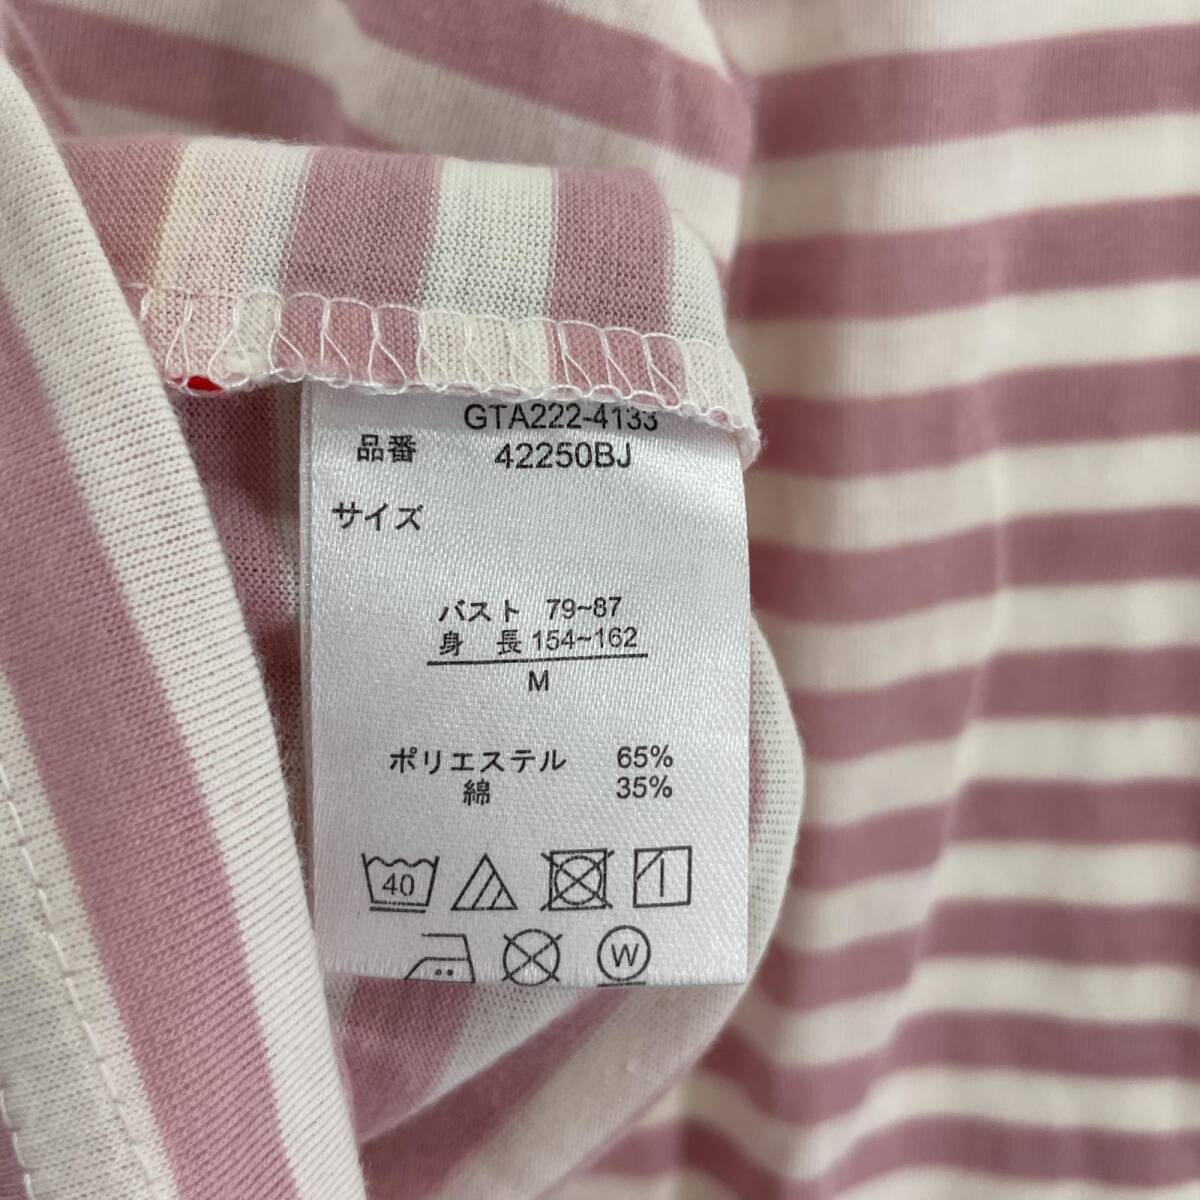 GTA222-4133
品番 42250BJ
サイズ
バスト 79~87
身 長 154~162
M
ポリエステル 65%
綿 35%
40
W